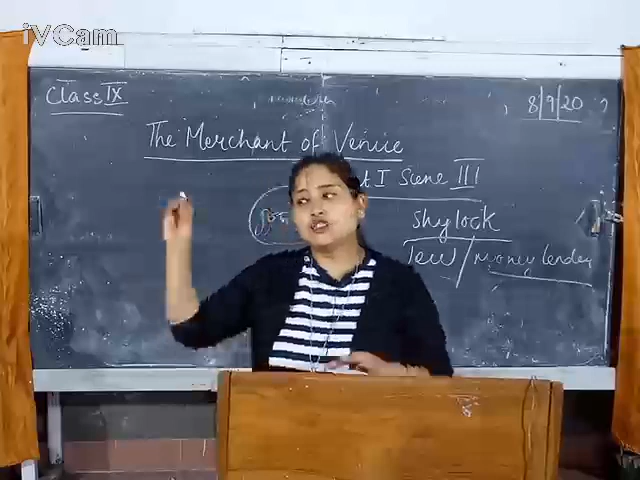 iVCam
Class IX
8/9/20
The Merchant of Venice
t I Scene III
Shylock
Jew/Money lender